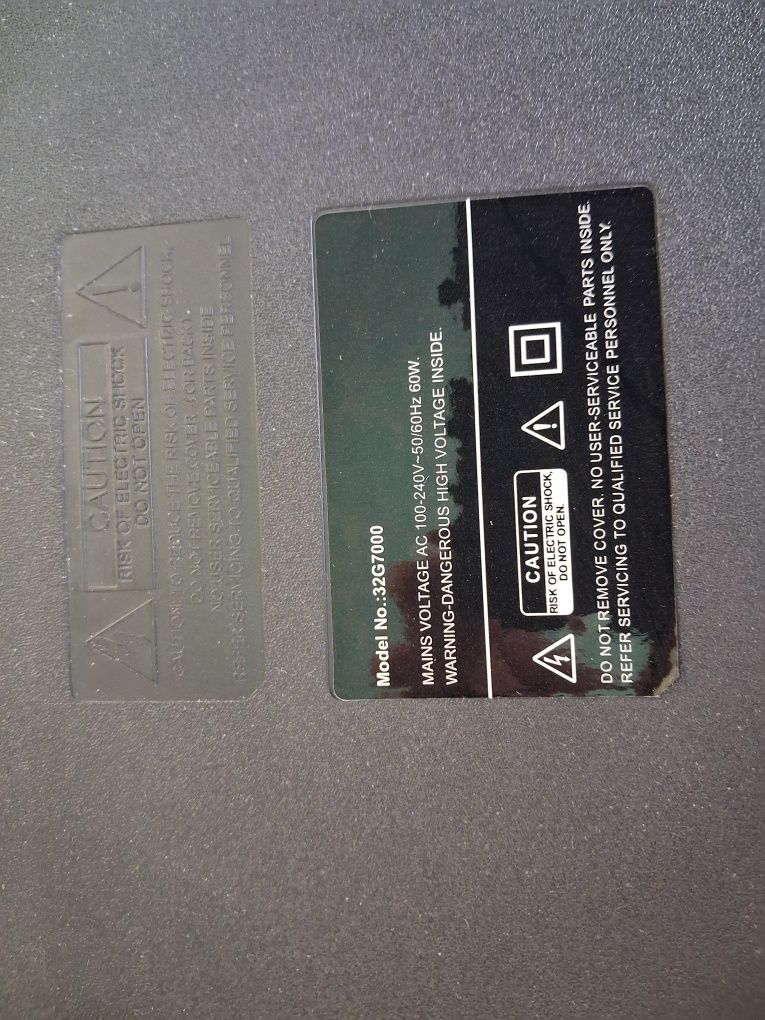 CAUTION
RISK OF ELECTRIC SHOCK
DO NOT OPEN
CAUTION: TO REDUCE THE RISK OF ELECTRIC SHOCK,
DO NOT REMOVE COVER (OR BACK)
NO USER-SERVICEABLE PARTS INSIDE
REFER SERVICING TO QUALIFIED SERVICE PERSONNEL
Model No.:32G7000
MAINS VOLTAGE AC 100-240V~50/60Hz 60W.
WARNING-DANGEROUS HIGH VOLTAGE INSIDE.
CAUTION
RISK OF ELECTRIC SHOCK,
DO NOT OPEN.
DO NOT REMOVE COVER. NO USER-SERVICEABLE PARTS INSIDE.
REFER SERVICING TO QUALIFIED SERVICE PERSONNEL ONLY.